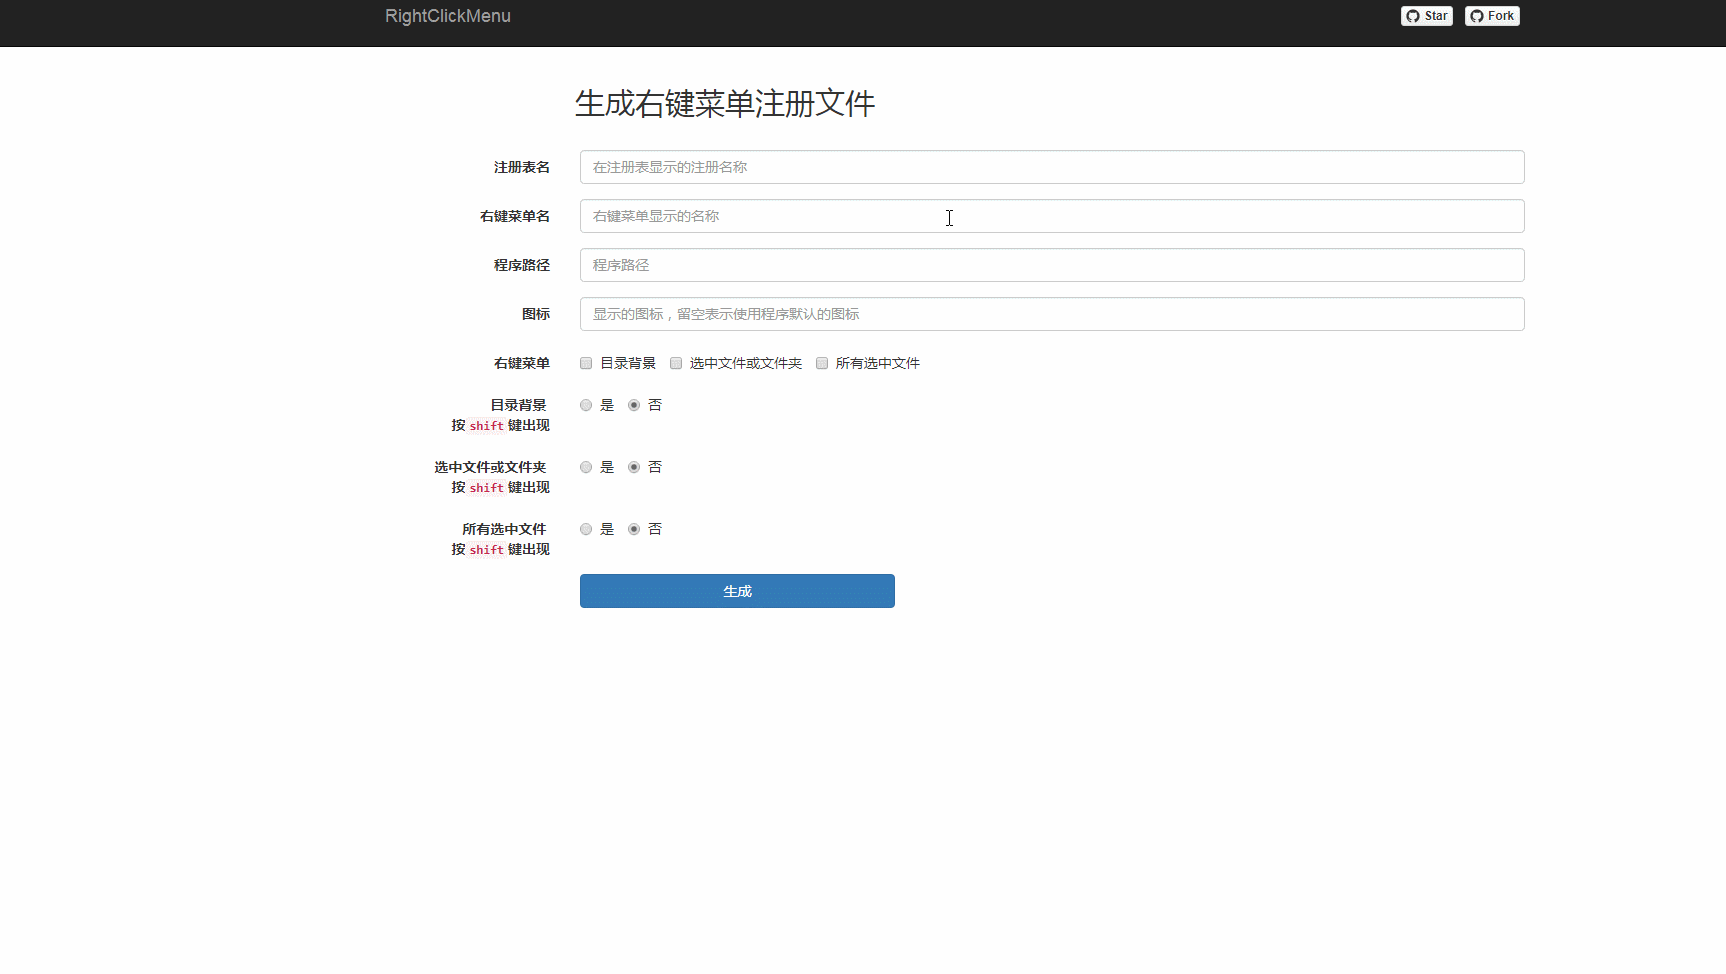 RightClickMenu Star Fork
生成右键菜单注册文件
注册表名 在注册表显示的注册名称
右键菜单名 右键菜单显示的名称
程序路径 程序路径
图标 显示的图标，留空表示使用程序默认的图标
右键菜单 目录背景 选中文件或文件夹 所有选中文件
目录背景 是 否
按 shift 键出现
选中文件或文件夹 是 否
按 shift 键出现
所有选中文件 是 否
按 shift 键出现
生成